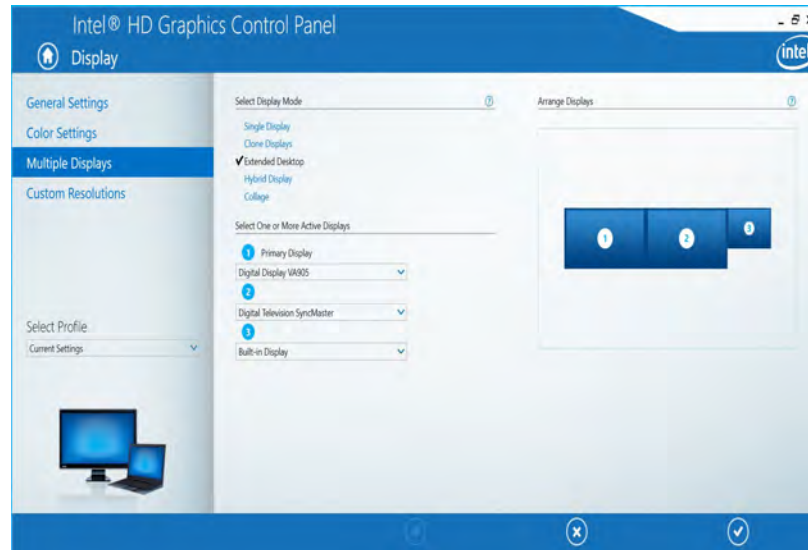 Intel® HD Graphics Control Panel
Display
intel
General Settings
Color Settings
Multiple Displays
Custom Resolutions
Select Profile
Current Settings
Select Display Mode
?
Single Display
Clone Displays
Extended Desktop
Hybrid Display
Collage
Select One or More Active Displays
1 Primary Display
Digital Display VA905
2
Digital Television SyncMaster
3
Built-in Display
Arrange Displays
?
1 2 3